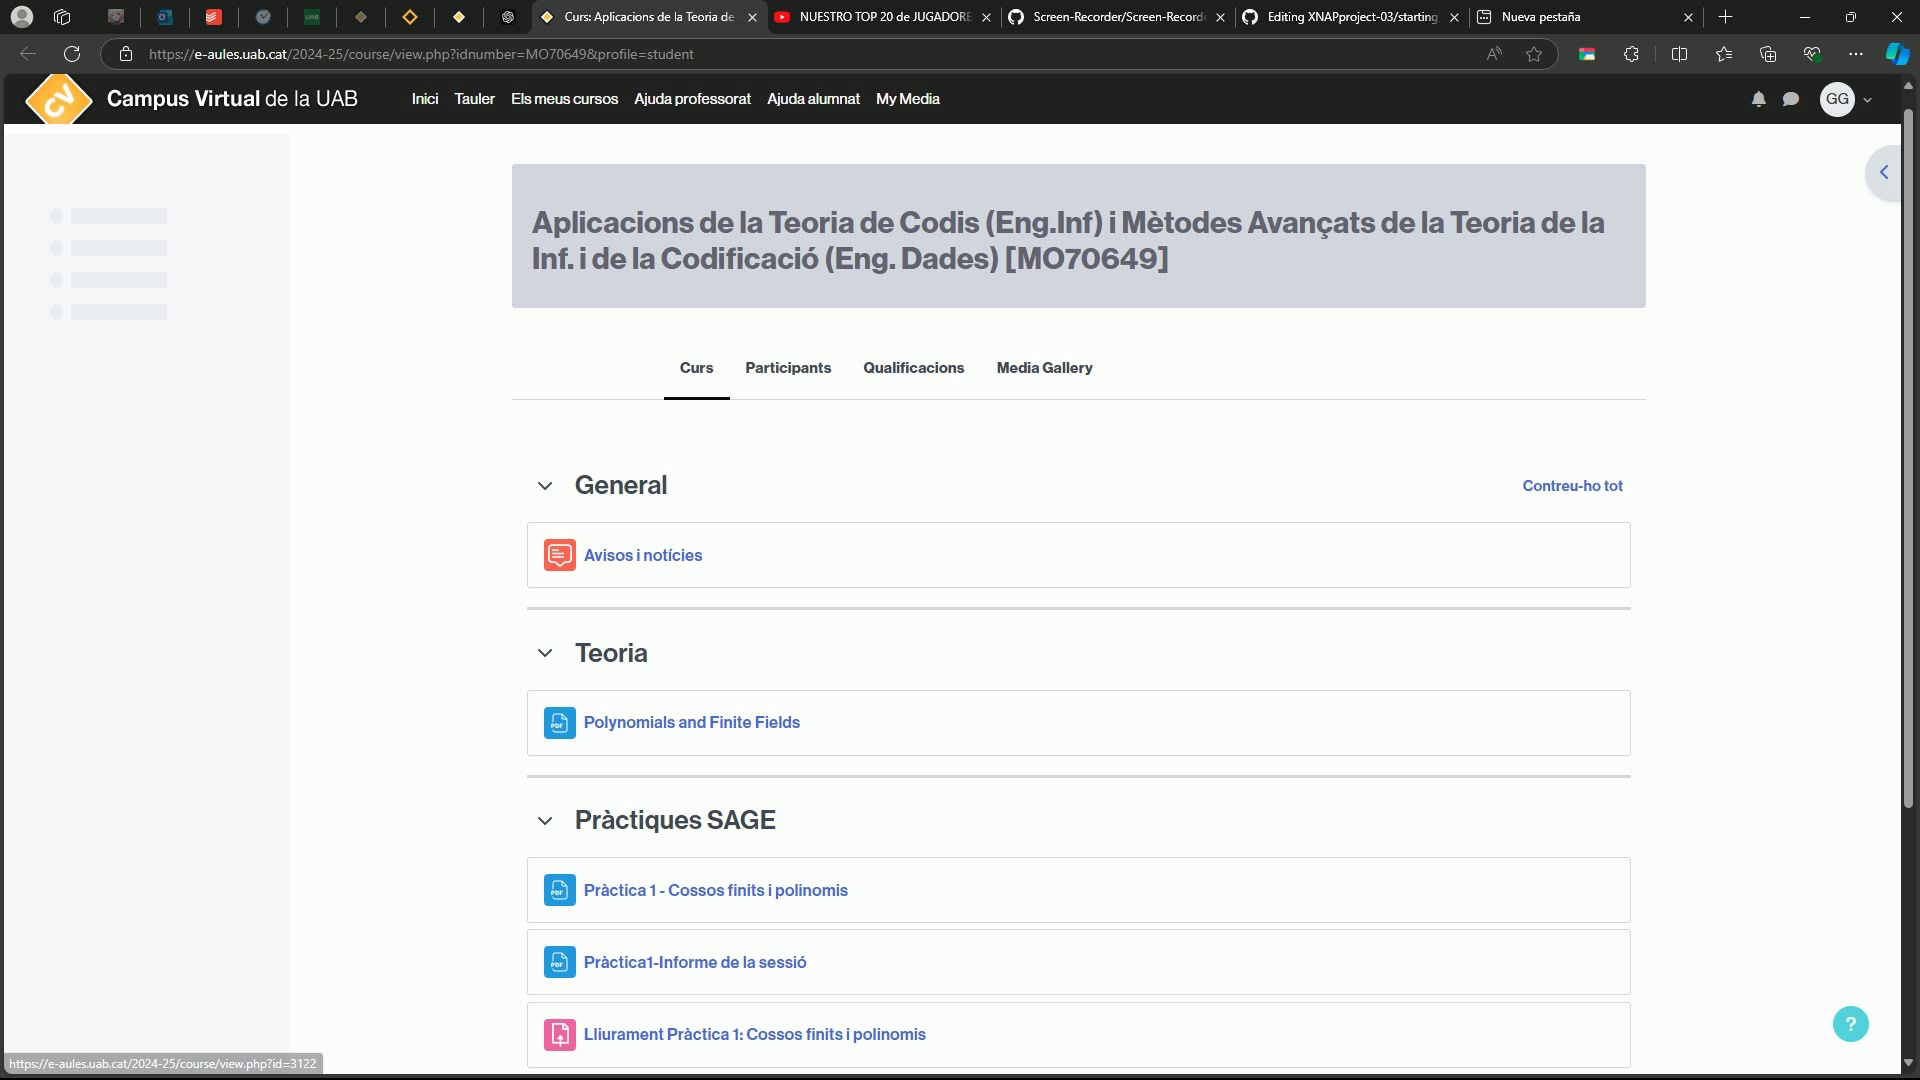 Curs: Aplicacions de la Teoria de
NUESTRO TOP 20 de JUGADORE
Screen-Recorder/Screen-Record
Editing XNAPproject-03/starting
Nueva pestaña
https://e-aules.uab.cat/2024-25/course/view.php?idnumber=MO70649&profile=student
Campus Virtual de la UAB
Inici
Tauler
Els meus cursos
Ajuda professorat
Ajuda alumnat
My Media
GG
Aplicacions de la Teoria de Codis (Eng.Inf) i Mètodes Avançats de la Teoria de la
Inf. i de la Codificació (Eng. Dades) [MO70649]
Curs
Participants
Qualificacions
Media Gallery
General
Contreu-ho tot
Avisos i notícies
Teoria
PDF
Polynomials and Finite Fields
Pràctiques SAGE
PDF
Pràctica 1 - Cossos finits i polinomis
PDF
Pràctica1-Informe de la sessió
Lliurament Pràctica 1: Cossos finits i polinomis
?
https://e-aules.uab.cat/2024-25/course/view.php?id=3122